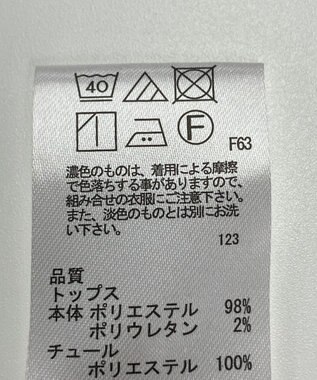 40
F
F63
濃色のものは、着用による摩擦
で色落ちする事がありますので、
組み合せの衣服にご注意下さい。
また、淡色のものとは別にお洗
い下さい。
123
品質
トップス
本体 ポリエステル 98%
ポリウレタン 2%
チュール
ポリエステル 100%